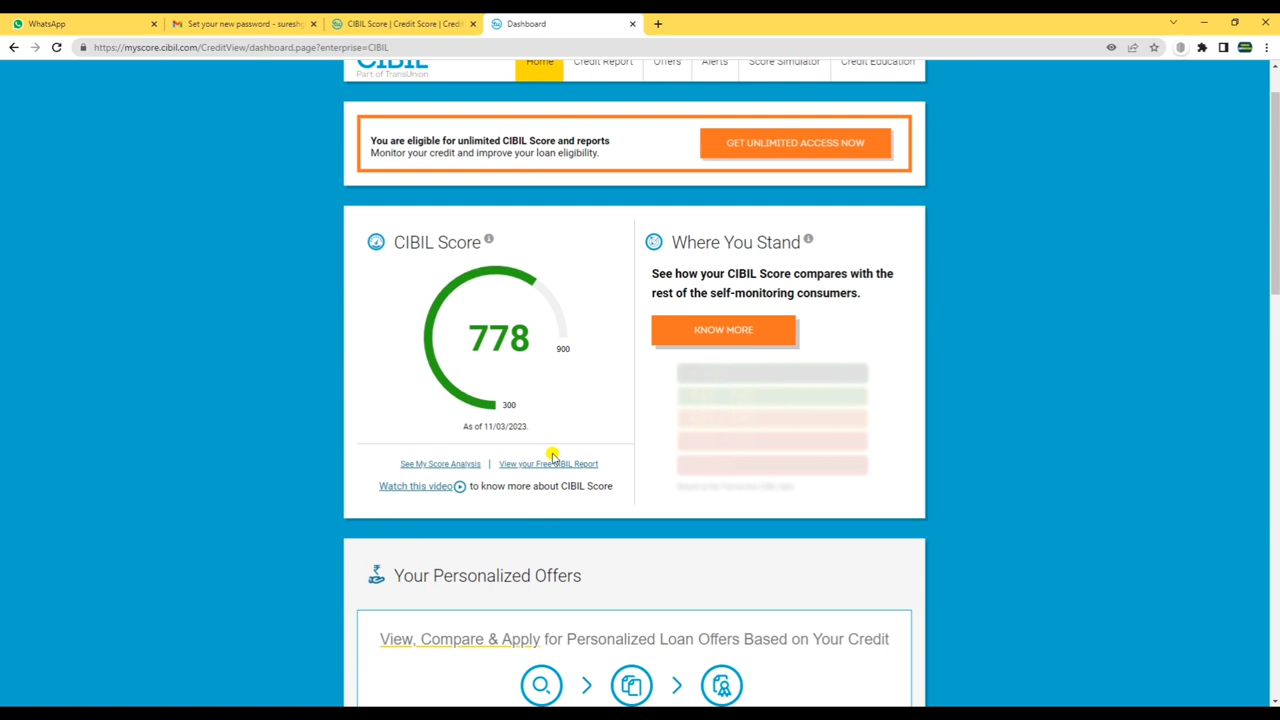 WhatsApp
Set your new password - sureshg
CIBIL Score | Credit Score | Credi
Dashboard
https://myscore.cibil.com/CreditView/dashboard.page?enterprise=CIBIL
CIBIL
Part of TransUnion
Home
Credit Report
Offers
Alerts
Score Simulator
Credit Education
You are eligible for unlimited CIBIL Score and reports
Monitor your credit and improve your loan eligibility.
GET UNLIMITED ACCESS NOW
CIBIL Score
778
900
300
As of 11/03/2023.
See My Score Analysis | View your Free CIBIL Report
Watch this video to know more about CIBIL Score
Where You Stand
See how your CIBIL Score compares with the
rest of the self-monitoring consumers.
KNOW MORE
Your Personalized Offers
View, Compare & Apply for Personalized Loan Offers Based on Your Credit